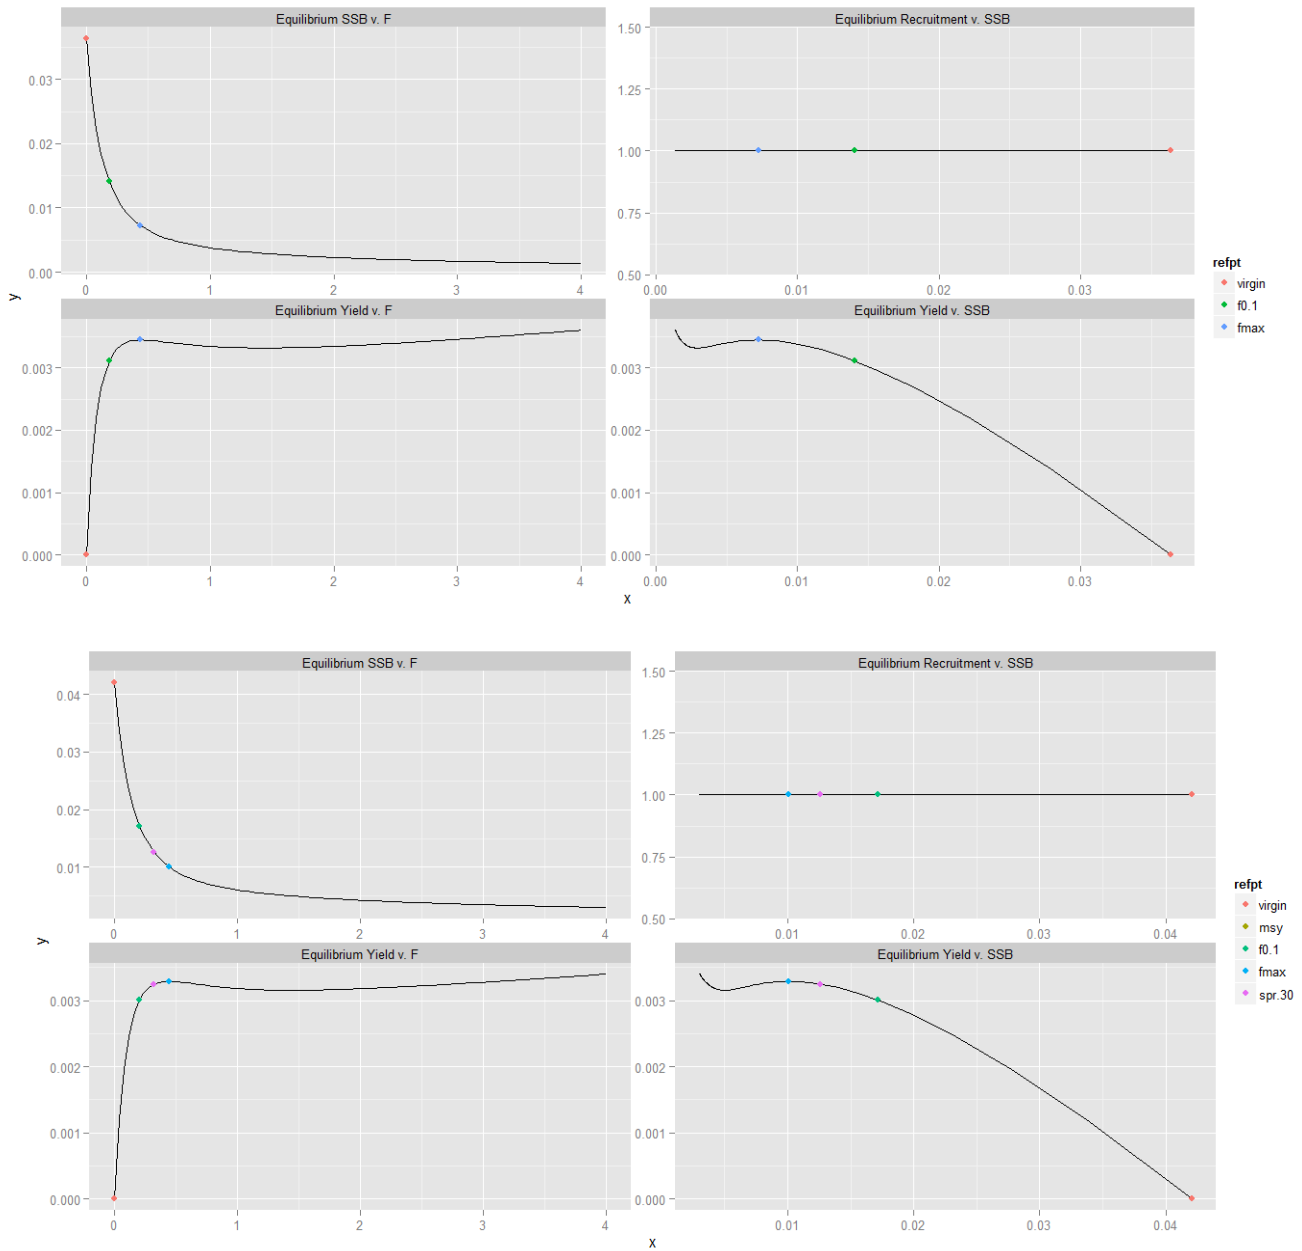 Equilibrium SSB v. F
Equilibrium Recruitment v. SSB
0.03
0.02
0.01
0.00
0 1 2 3 4
1.50
1.25
1.00
0.75
0.50
0.00 0.01 0.02 0.03
y
Equilibrium Yield v. F
Equilibrium Yield v. SSB
0.003
0.002
0.001
0.000
0 1 2 3 4
0.003
0.002
0.001
0.000
0.00 0.01 0.02 0.03
x
refpt
virgin
f0.1
fmax
Equilibrium SSB v. F
Equilibrium Recruitment v. SSB
0.04
0.03
0.02
0.01
0 1 2 3 4
1.50
1.25
1.00
0.75
0.50
0.01 0.02 0.03 0.04
y
Equilibrium Yield v. F
Equilibrium Yield v. SSB
0.003
0.002
0.001
0.000
0 1 2 3 4
0.003
0.002
0.001
0.000
0.01 0.02 0.03 0.04
x
refpt
virgin
msy
f0.1
fmax
spr.30